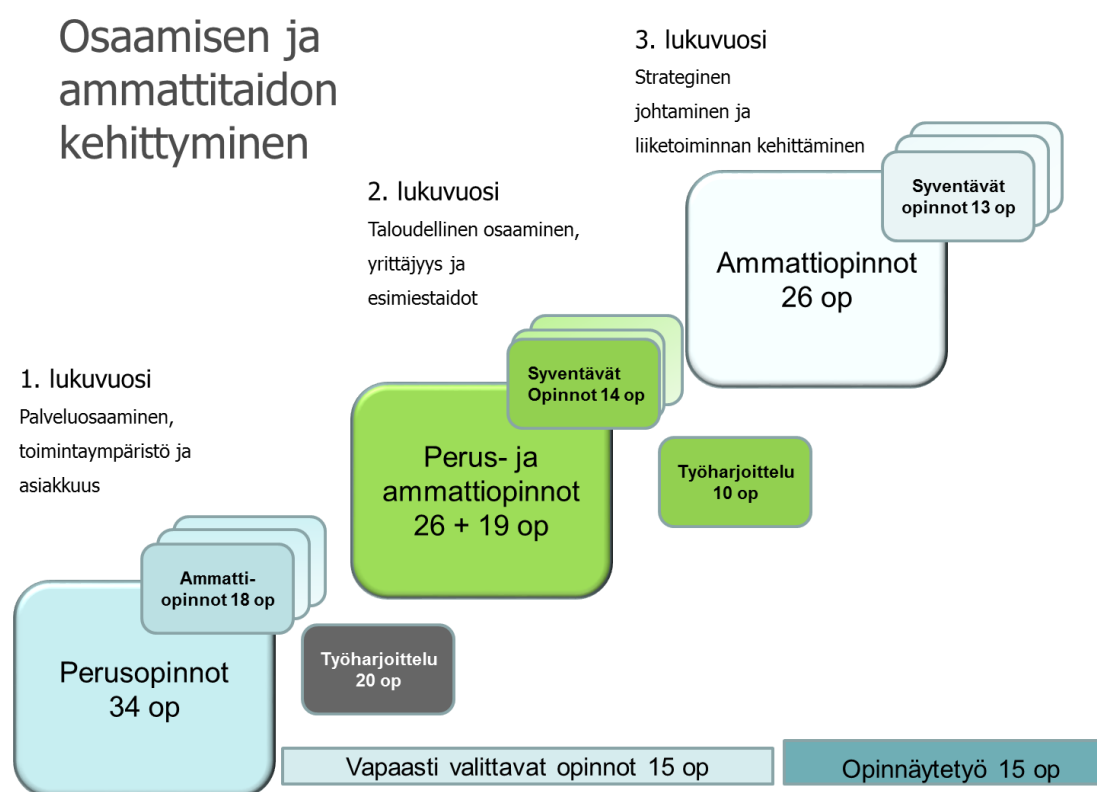 Osaamisen ja
ammattitaidon
kehittyminen
3. lukuvuosi
Strateginen
johtaminen ja
liiketoiminnan kehittäminen
Syventävät
opinnot 13 op
Ammattiopinnot
26 op
2. lukuvuosi
Taloudellinen osaaminen,
yrittäjyys ja
esimiestaidot
Syventävät
Opinnot 14 op
Perus- ja
ammattiopinnot
26 + 19 op
Työharjoittelu
10 op
1. lukuvuosi
Palveluosaaminen,
toimintaympäristö ja
asiakkuus
Ammatti-
opinnot 18 op
Perusopinnot
34 op
Työharjoittelu
20 op
Vapaasti valittavat opinnot 15 op
Opinnäytetyö 15 op